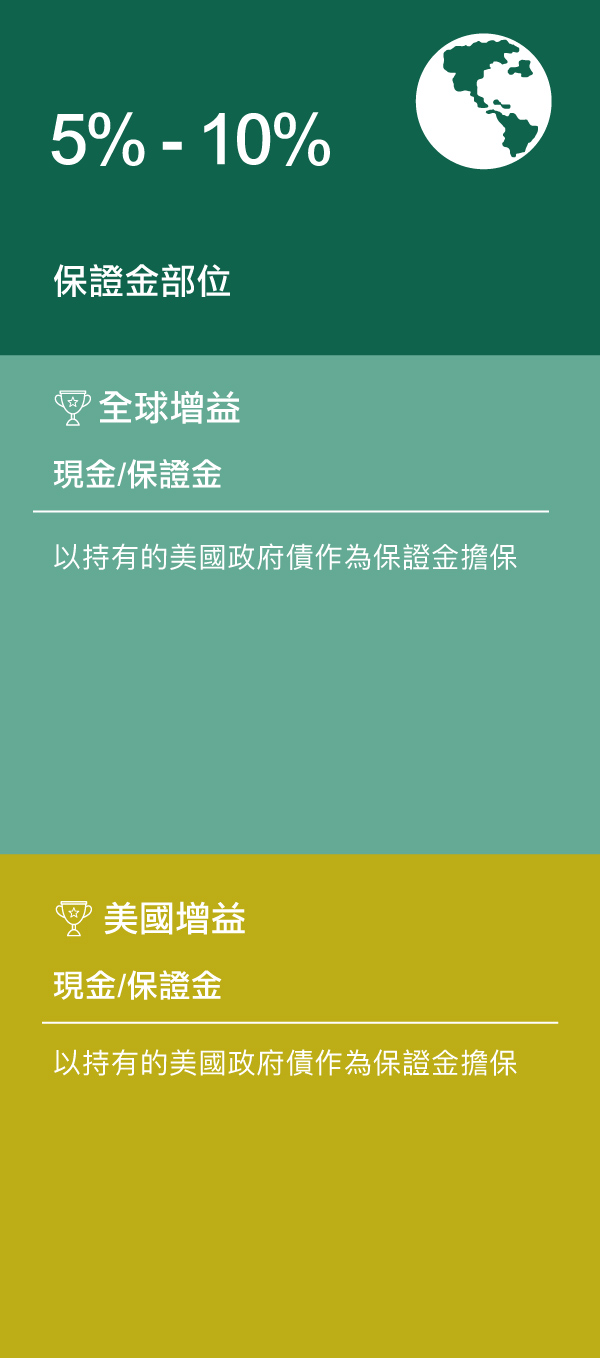 5% - 10%
保證金部位
全球增益
現金/保證金
以持有的美國政府債作為保證金擔保
美國增益
現金/保證金
以持有的美國政府債作為保證金擔保